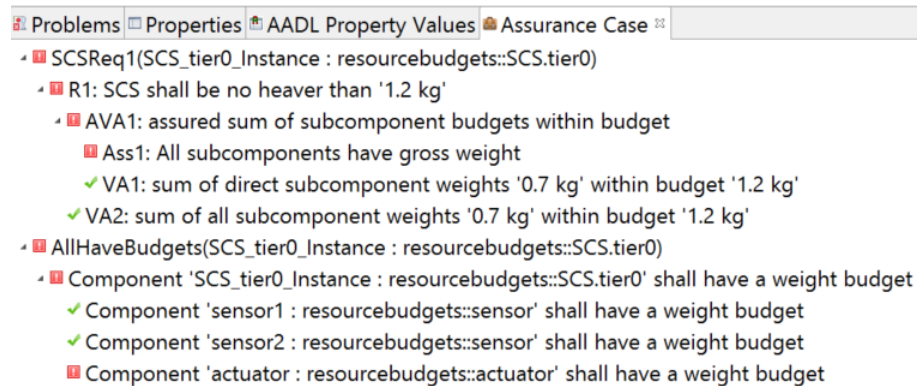 Problems Properties AADL Property Values Assurance Case
SCSReq1(SCS_tier0_Instance : resourcebudgets::SCS.tier0)
R1: SCS shall be no heaver than '1.2 kg'
AVA1: assured sum of subcomponent budgets within budget
Ass1: All subcomponents have gross weight
VA1: sum of direct subcomponent weights '0.7 kg' within budget '1.2 kg'
VA2: sum of all subcomponent weights '0.7 kg' within budget '1.2 kg'
AllHaveBudgets(SCS_tier0_Instance : resourcebudgets::SCS.tier0)
Component 'SCS_tier0_Instance : resourcebudgets::SCS.tier0' shall have a weight budget
Component 'sensor1 : resourcebudgets::sensor' shall have a weight budget
Component 'sensor2 : resourcebudgets::sensor' shall have a weight budget
Component 'actuator : resourcebudgets::actuator' shall have a weight budget